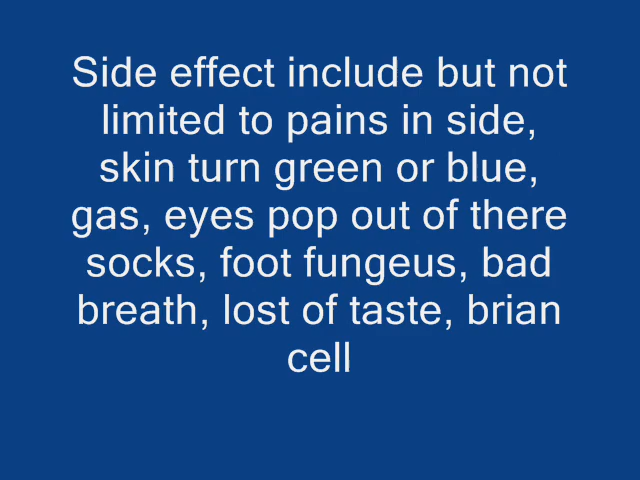 Side effect include but not
limited to pains in side,
skin turn green or blue,
gas, eyes pop out of there
socks, foot fungeus, bad
breath, lost of taste, brian
cell